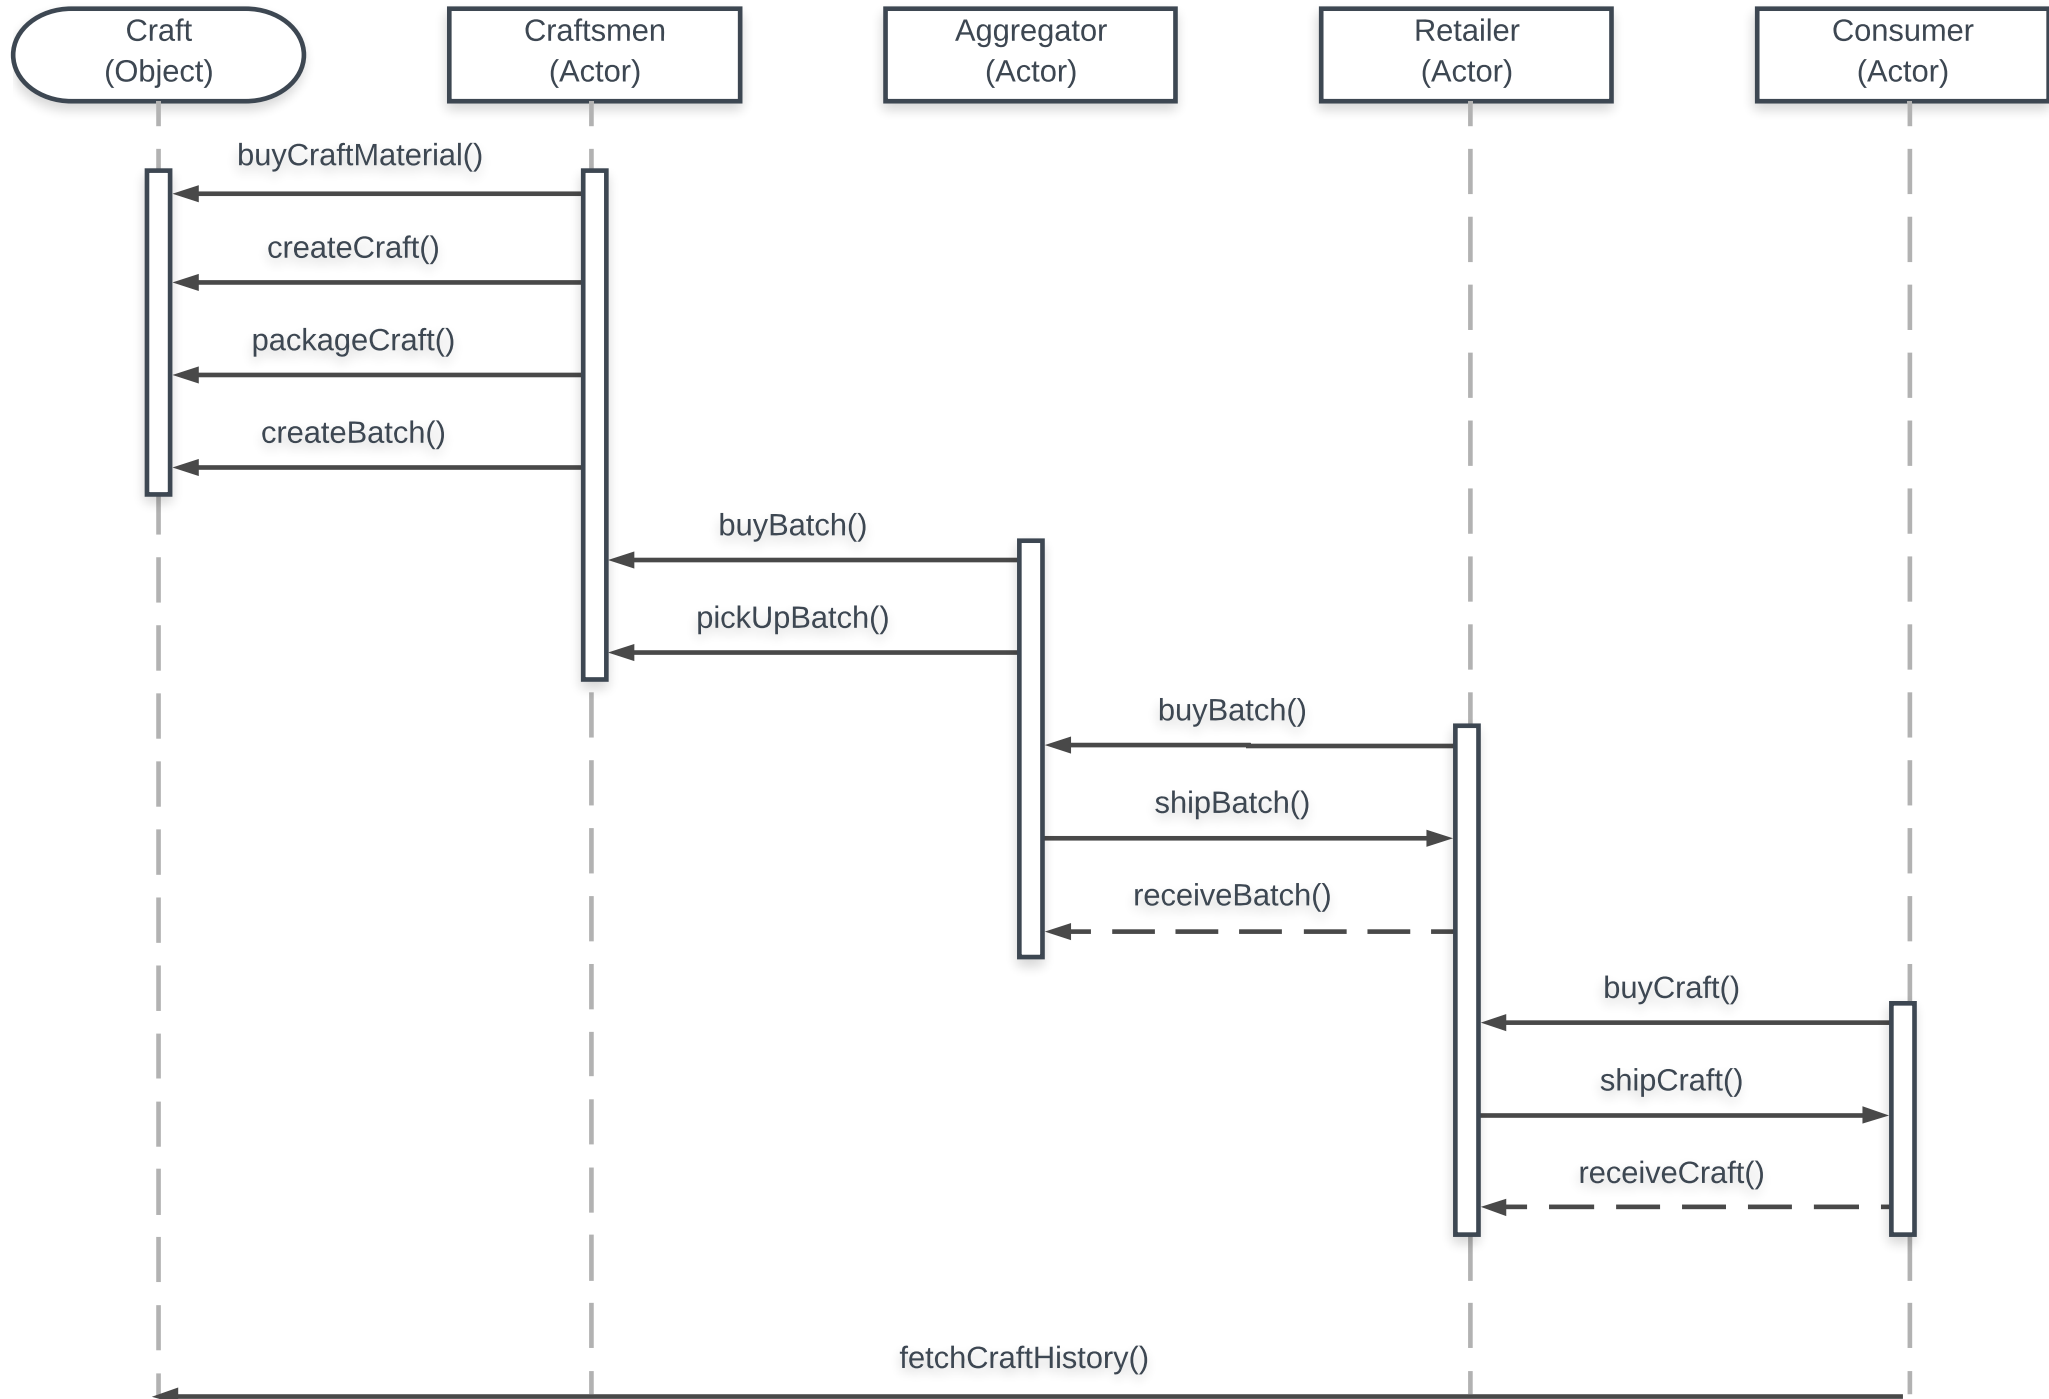 Craft
(Object)
Craftsmen
(Actor)
Aggregator
(Actor)
Retailer
(Actor)
Consumer
(Actor)
buyCraftMaterial()
createCraft()
packageCraft()
createBatch()
buyBatch()
pickUpBatch()
buyBatch()
shipBatch()
receiveBatch()
buyCraft()
shipCraft()
receiveCraft()
fetchCraftHistory()